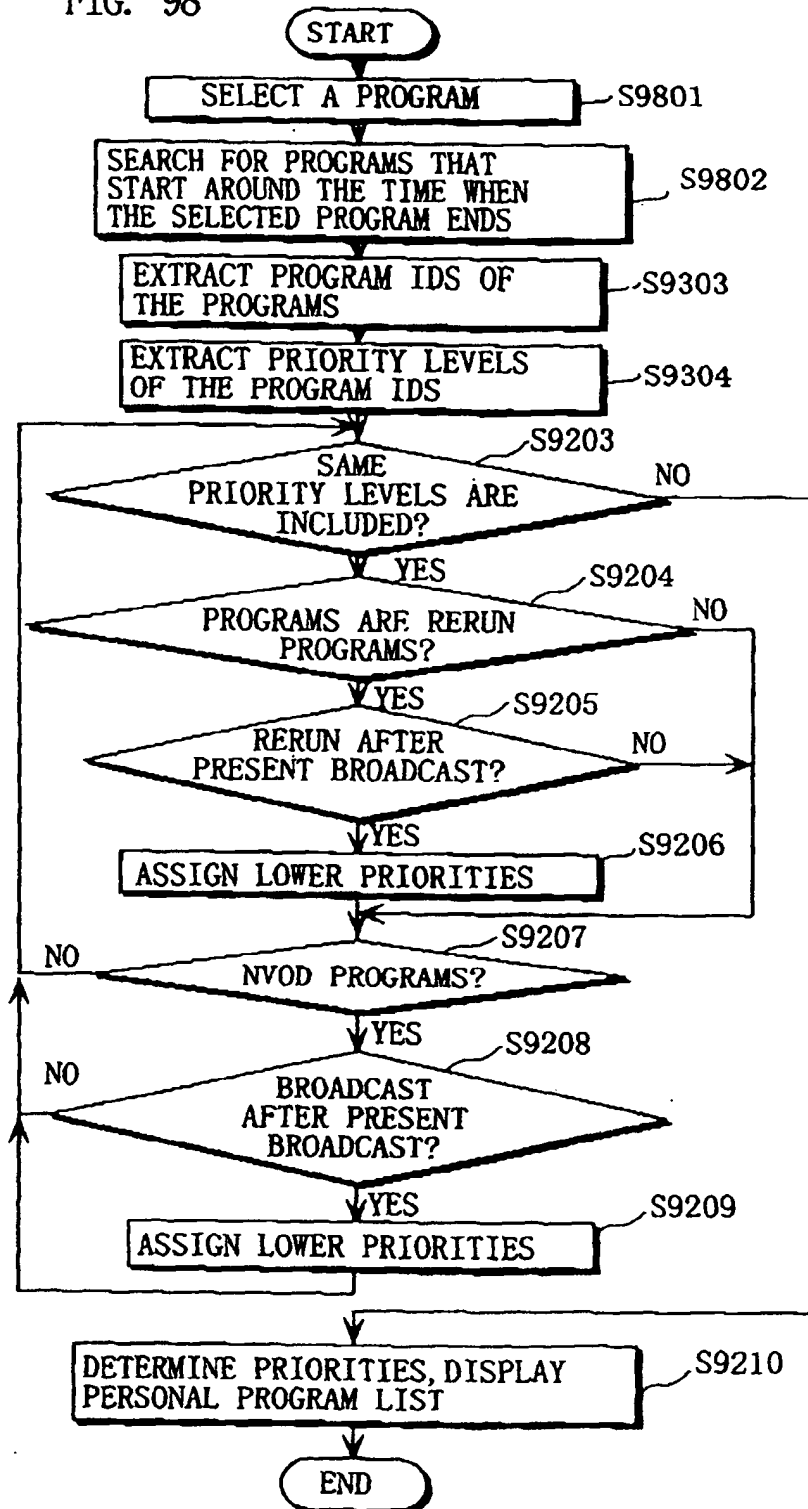 FIG. 98
START
SELECT A PROGRAM
S9801
SEARCH FOR PROGRAMS THAT
START AROUND THE TIME WHEN
THE SELECTED PROGRAM ENDS
S9802
EXTRACT PROGRAM IDS OF
THE PROGRAMS
S9303
EXTRACT PRIORITY LEVELS
OF THE PROGRAM IDS
S9304
S9203
SAME
PRIORITY LEVELS ARE
INCLUDED?
NO
YES
S9204
PROGRAMS ARE RERUN
PROGRAMS?
NO
YES
S9205
RERUN AFTER
PRESENT BROADCAST?
NO
YES
S9206
ASSIGN LOWER PRIORITIES
S9207
NO
NVOD PROGRAMS?
YES
S9208
NO
BROADCAST
AFTER PRESENT
BROADCAST?
YES
S9209
ASSIGN LOWER PRIORITIES
DETERMINE PRIORITIES, DISPLAY
PERSONAL PROGRAM LIST
S9210
END